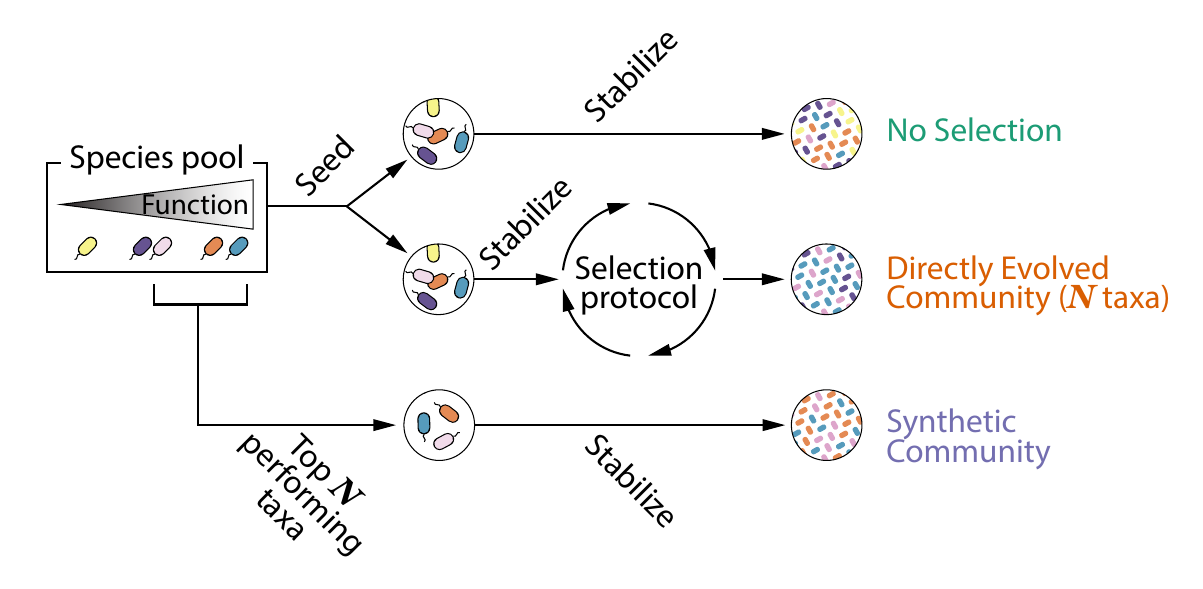 Species pool
Function
Seed
Stabilize
No Selection
Stabilize
Selection
protocol
Directly Evolved
Community (N taxa)
Top N
performing
taxa
Stabilize
Synthetic
Community